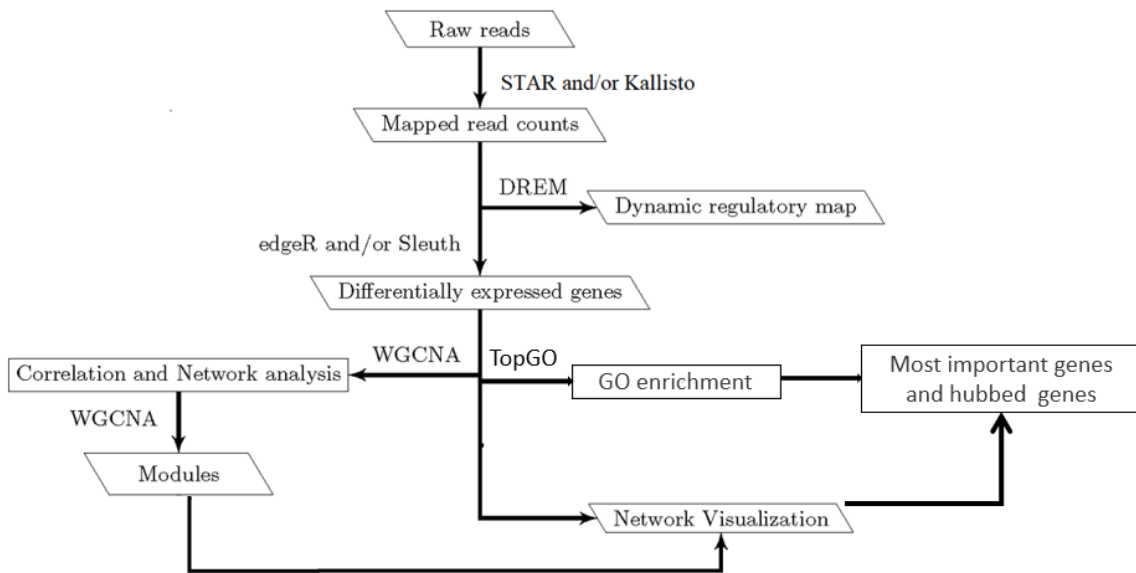 Raw reads
STAR and/or Kallisto
Mapped read counts
DREM
Dynamic regulatory map
edgeR and/or Sleuth
Differentially expressed genes
WGCNA
TopGO
Correlation and Network analysis
GO enrichment
Most important genes
and hubbed genes
WGCNA
Modules
Network Visualization